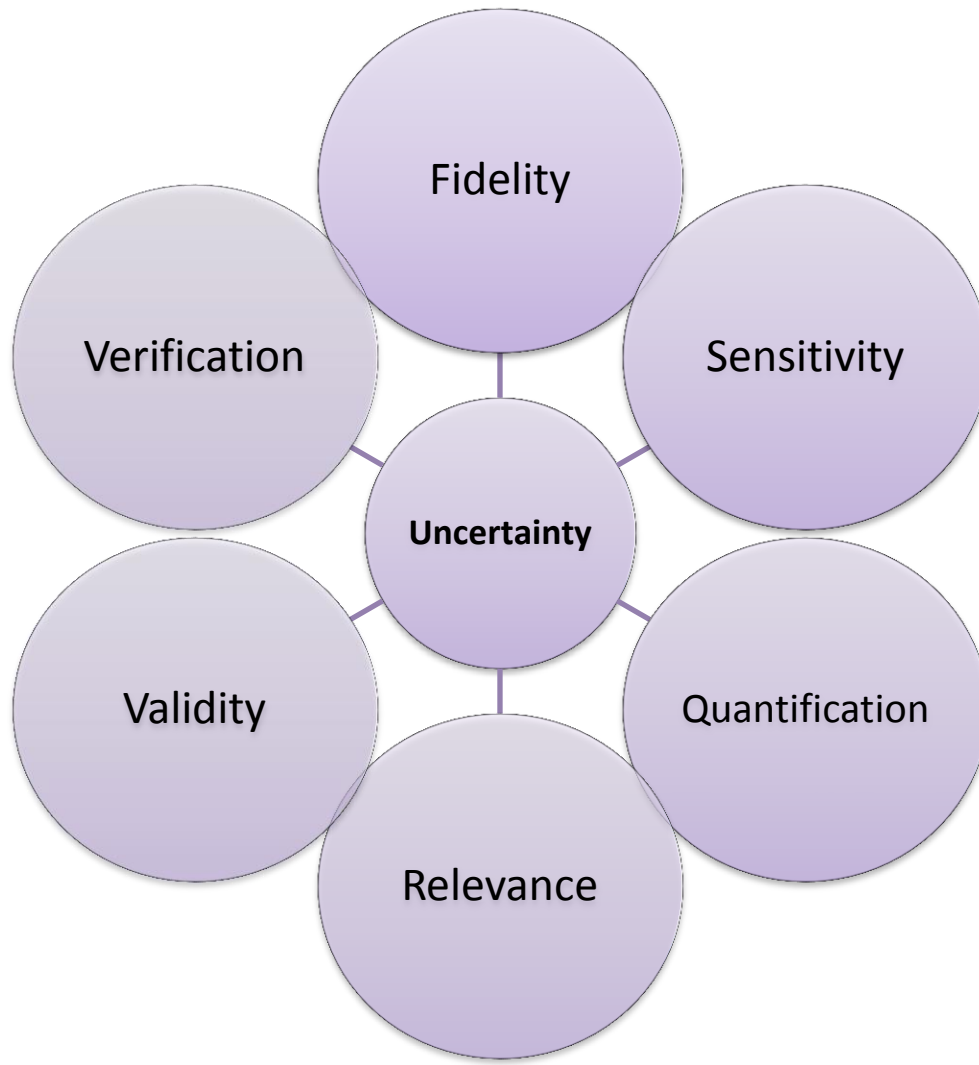 Fidelity
Verification
Sensitivity
Uncertainty
Validity
Quantification
Relevance